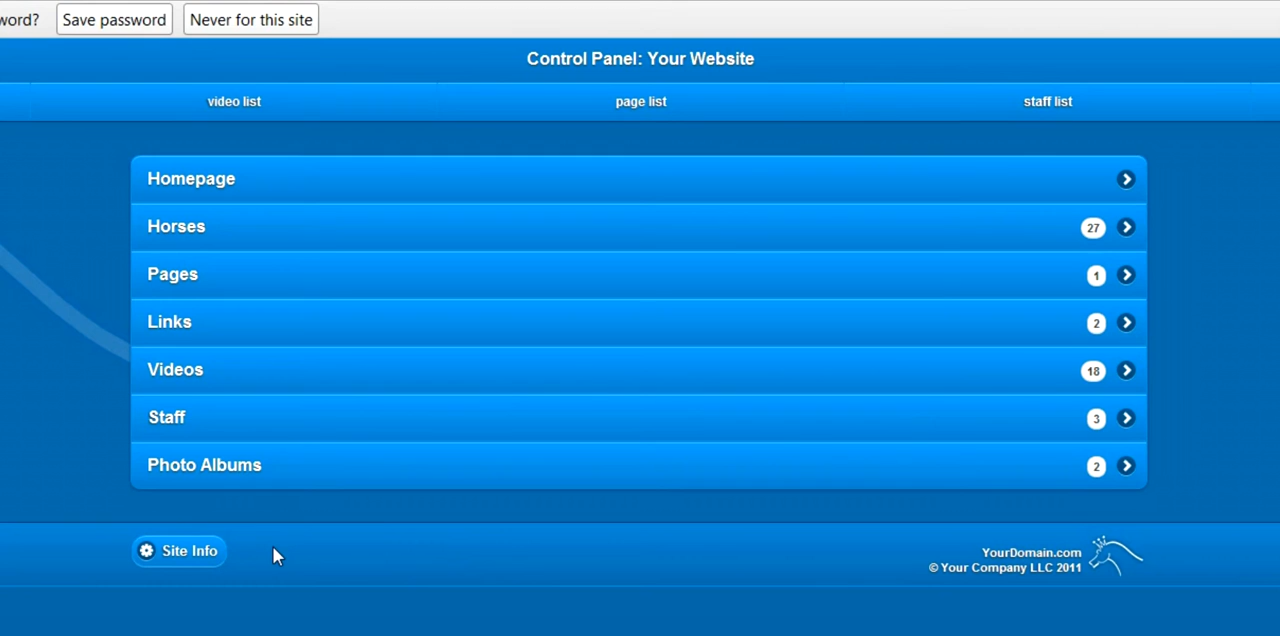 word? Save password Never for this site
Control Panel: Your Website
video list page list staff list
Homepage
Horses 27
Pages 1
Links 2
Videos 18
Staff 3
Photo Albums 2
Site Info
YourDomain.com
© Your Company LLC 2011